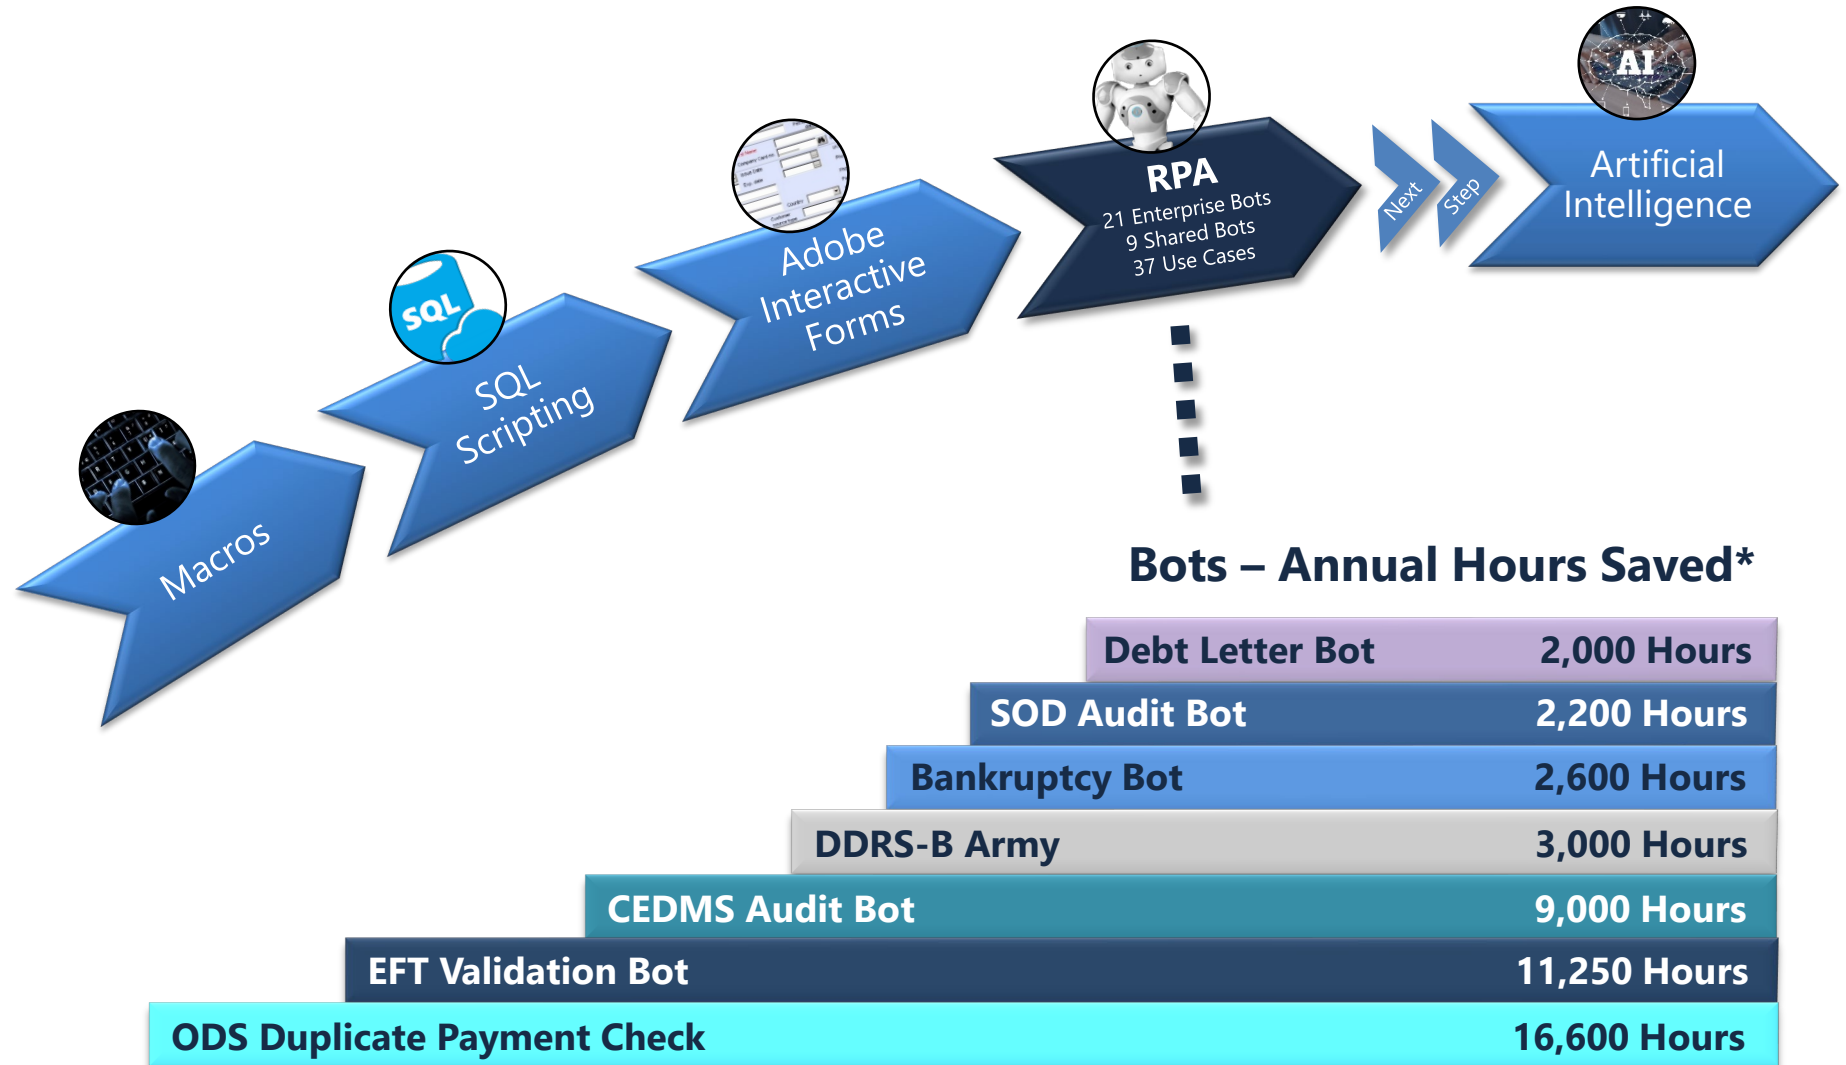 Macros
SQL
SQL
Scripting
Adobe
Interactive
Forms
RPA
21 Enterprise Bots
9 Shared Bots
37 Use Cases
Next
Step
AI
Artificial
Intelligence
Bots – Annual Hours Saved*
Debt Letter Bot 2,000 Hours
SOD Audit Bot 2,200 Hours
Bankruptcy Bot 2,600 Hours
DDRS-B Army 3,000 Hours
CEDMS Audit Bot 9,000 Hours
EFT Validation Bot 11,250 Hours
ODS Duplicate Payment Check 16,600 Hours